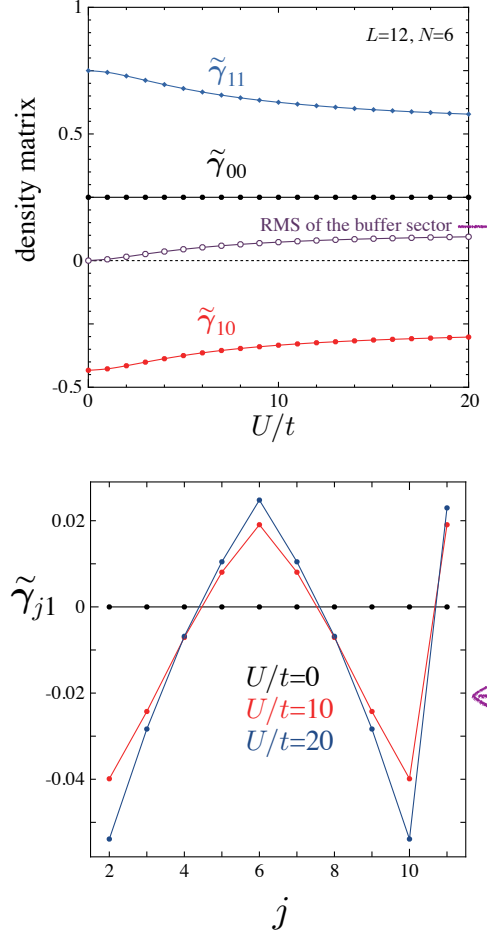 1
L=12, N=6
γ̃₁₁
0.5
γ̃₀₀
density matrix
RMS of the buffer sector
0
γ̃₁₀
-0.5
0 10 20
U/t
0.02
γ̃ⱼ₁
0
U/t=0
-0.02
U/t=10
U/t=20
-0.04
2 4 6 8 10
j